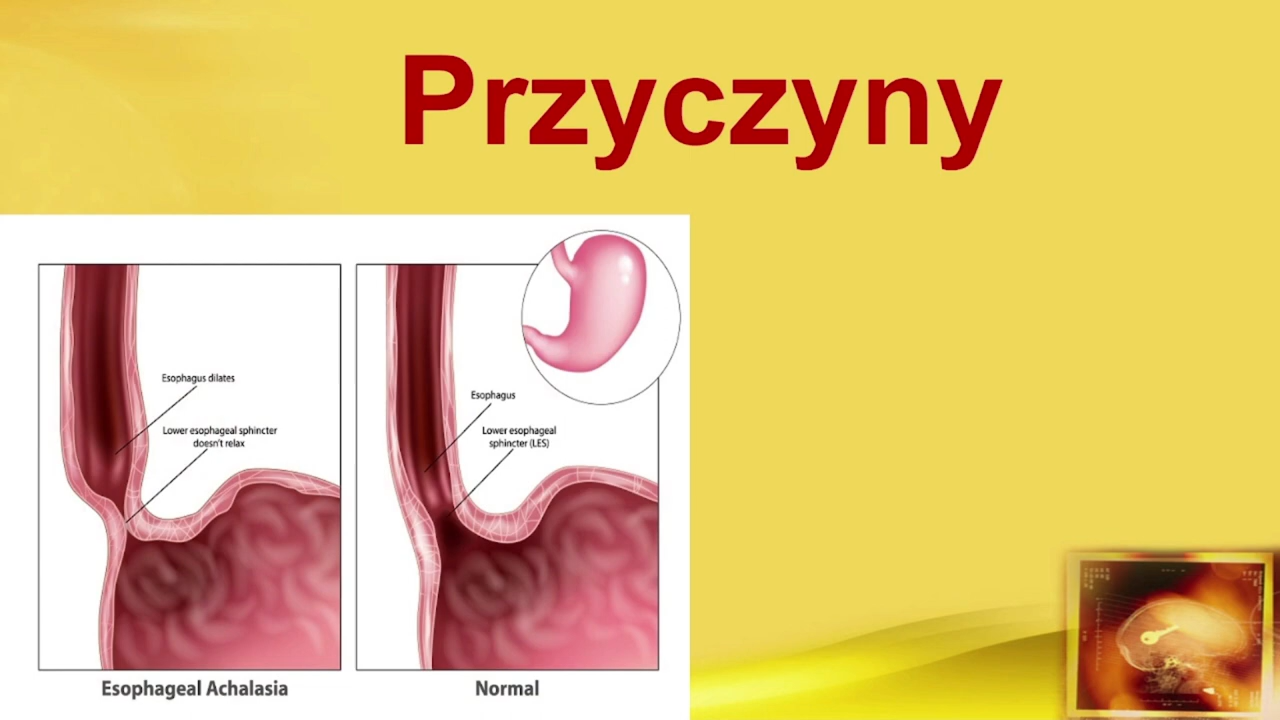 Przyczyny
Esophagus dilates
Lower esophageal sphincter
doesn't relax
Esophagus
Lower esophageal
sphincter (LES)
Esophageal Achalasia
Normal